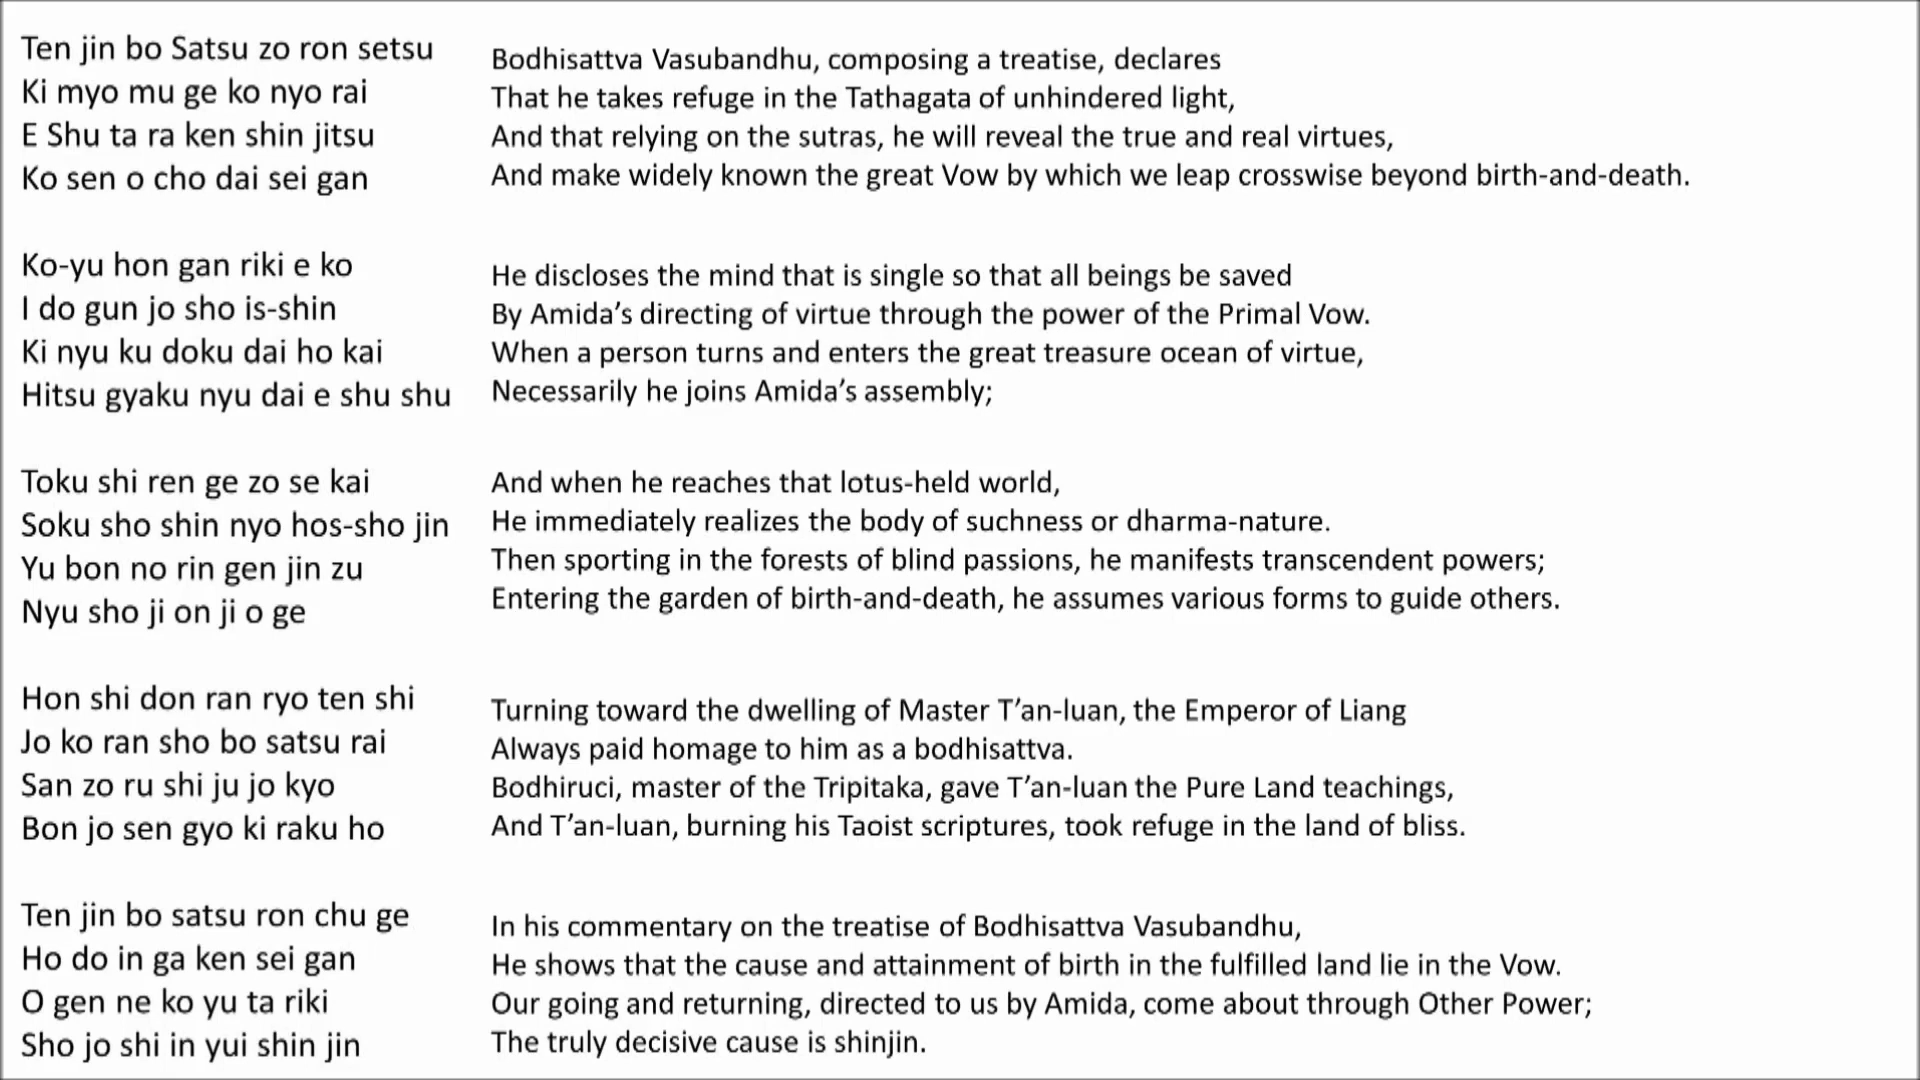 Ten jin bo Satsu zo ron setsu
Ki myo mu ge ko nyo rai
E Shu ta ra ken shin jitsu
Ko sen o cho dai sei gan
Bodhisattva Vasubandhu, composing a treatise, declares
That he takes refuge in the Tathagata of unhindered light,
And that relying on the sutras, he will reveal the true and real virtues,
And make widely known the great Vow by which we leap crosswise beyond birth-and-death.
Ko-yu hon gan riki e ko
I do gun jo sho is-shin
Ki nyu ku doku dai ho kai
Hitsu gyaku nyu dai e shu shu
He discloses the mind that is single so that all beings be saved
By Amida’s directing of virtue through the power of the Primal Vow.
When a person turns and enters the great treasure ocean of virtue,
Necessarily he joins Amida’s assembly;
Toku shi ren ge zo se kai
Soku sho shin nyo hos-sho jin
Yu bon no rin gen jin zu
Nyu sho ji on ji o ge
And when he reaches that lotus-held world,
He immediately realizes the body of suchness or dharma-nature.
Then sporting in the forests of blind passions, he manifests transcendent powers;
Entering the garden of birth-and-death, he assumes various forms to guide others.
Hon shi don ran ryo ten shi
Jo ko ran sho bo satsu rai
San zo ru shi ju jo kyo
Bon jo sen gyo ki raku ho
Turning toward the dwelling of Master T’an-luan, the Emperor of Liang
Always paid homage to him as a bodhisattva.
Bodhiruci, master of the Tripitaka, gave T’an-luan the Pure Land teachings,
And T’an-luan, burning his Taoist scriptures, took refuge in the land of bliss.
Ten jin bo satsu ron chu ge
Ho do in ga ken sei gan
O gen ne ko yu ta riki
Sho jo shi in yui shin jin
In his commentary on the treatise of Bodhisattva Vasubandhu,
He shows that the cause and attainment of birth in the fulfilled land lie in the Vow.
Our going and returning, directed to us by Amida, come about through Other Power;
The truly decisive cause is shinjin.